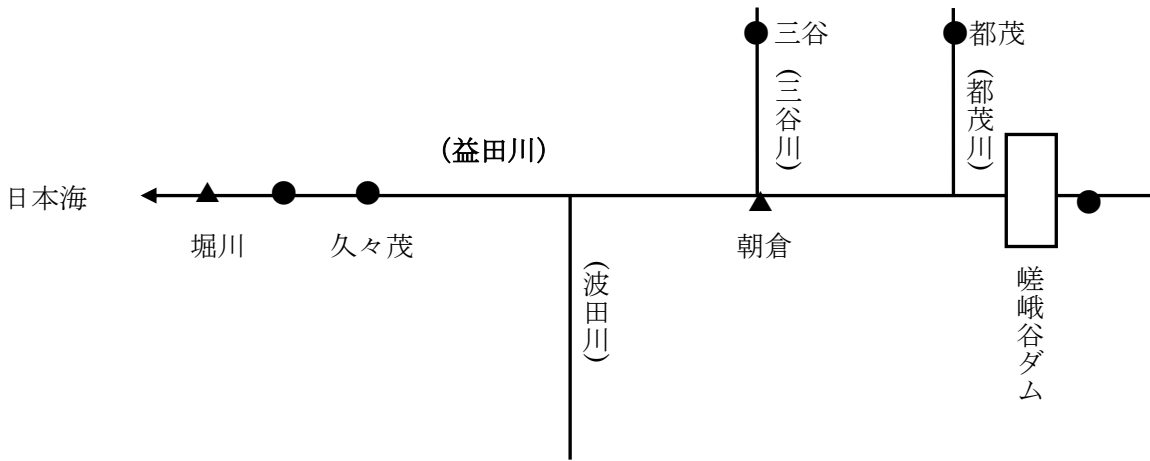 三谷
都茂
(三谷川)
(都茂川)
(益田川)
日本海
堀川
久々茂
朝倉
(波田川)
嵯峨谷ダム